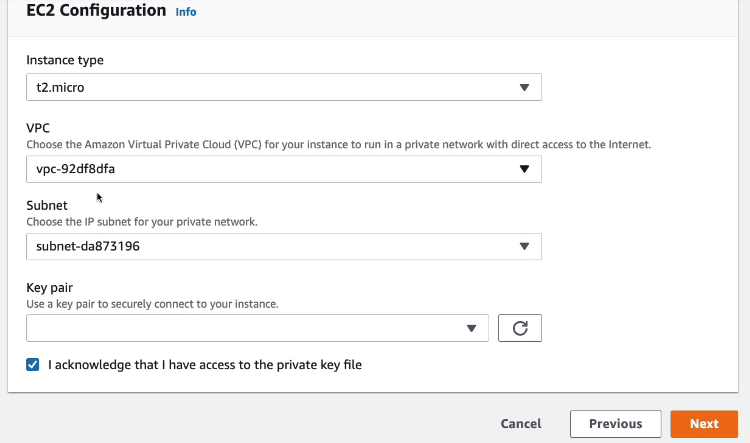 EC2 Configuration Info
Instance type
t2.micro
VPC
Choose the Amazon Virtual Private Cloud (VPC) for your instance to run in a private network with direct access to the Internet.
vpc-92df8dfa
Subnet
Choose the IP subnet for your private network.
subnet-da873196
Key pair
Use a key pair to securely connect to your instance.
I acknowledge that I have access to the private key file
Cancel Previous Next